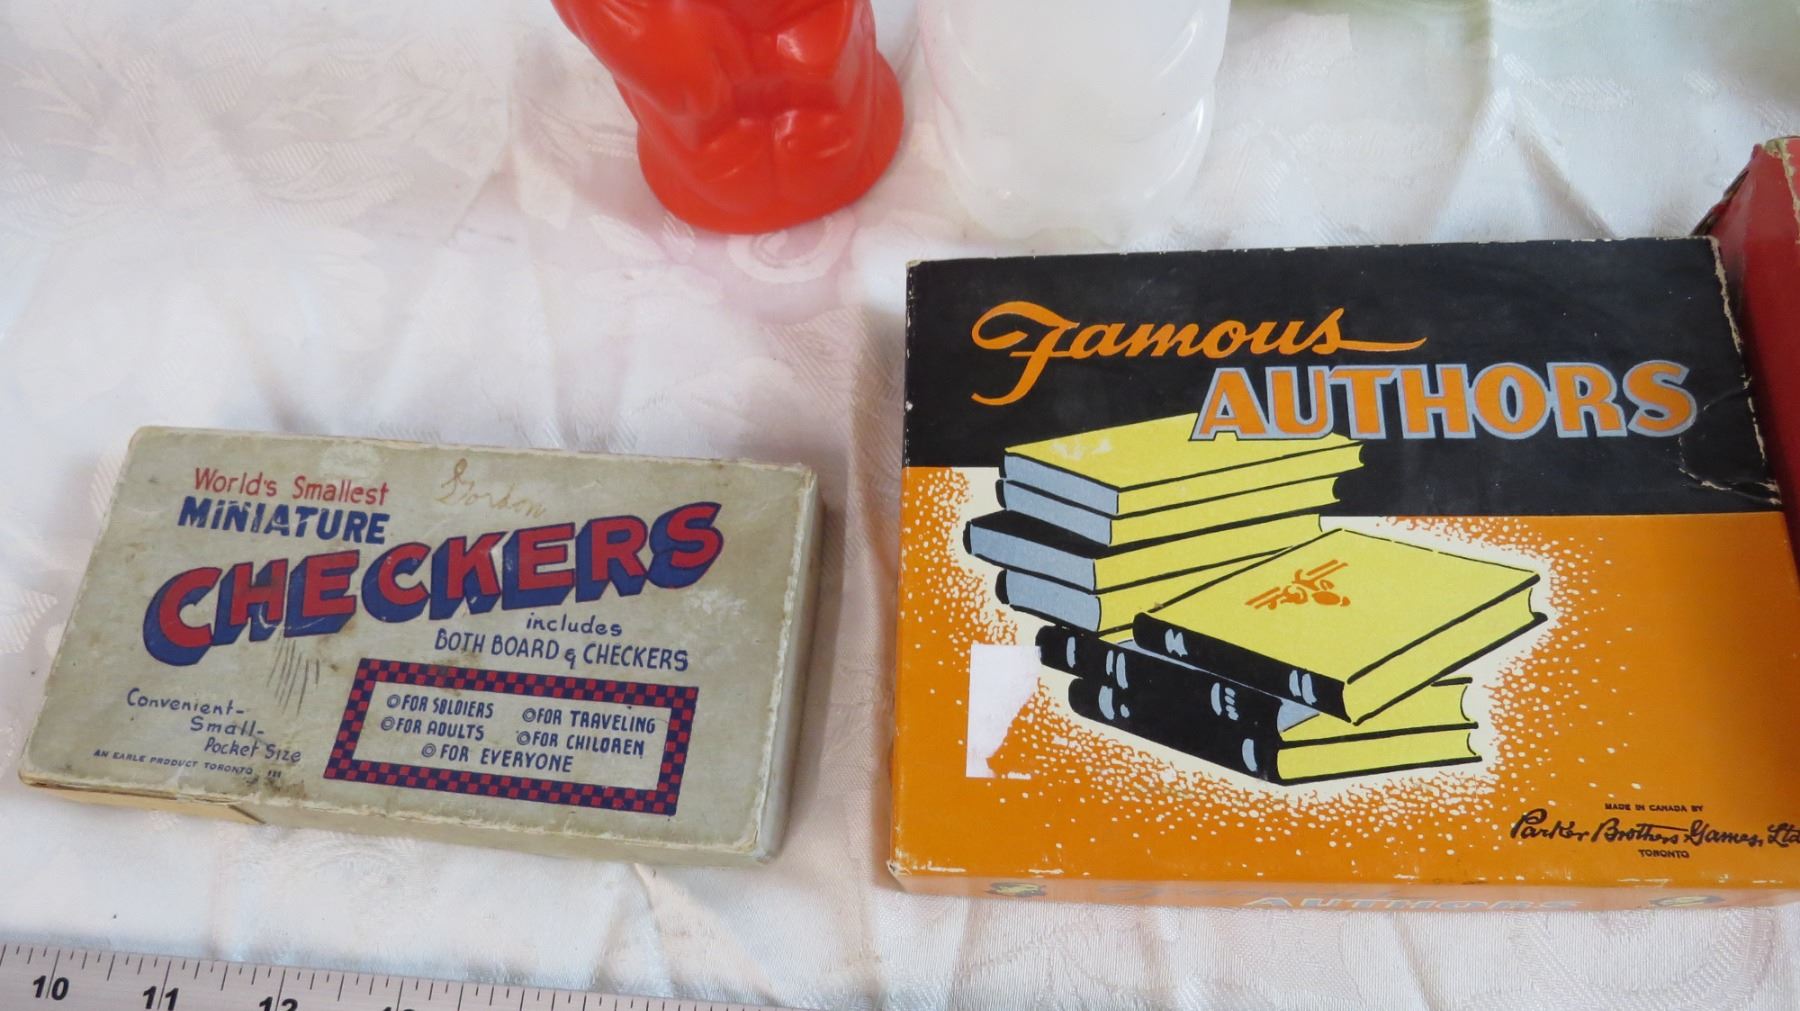 World's Smallest
MINIATURE
Gordon
CHECKERS
includes
BOTH BOARD & CHECKERS
Convenient-
Small-
Pocket Size
AN EARLE PRODUCT TORONTO
FOR SOLDIERS
FOR TRAVELING
FOR ADULTS
FOR CHILDREN
FOR EVERYONE
Famous
AUTHORS
MADE IN CANADA BY
Parker Brothers Games, Ltd
TORONTO
Famous AUTHORS
10 11 12